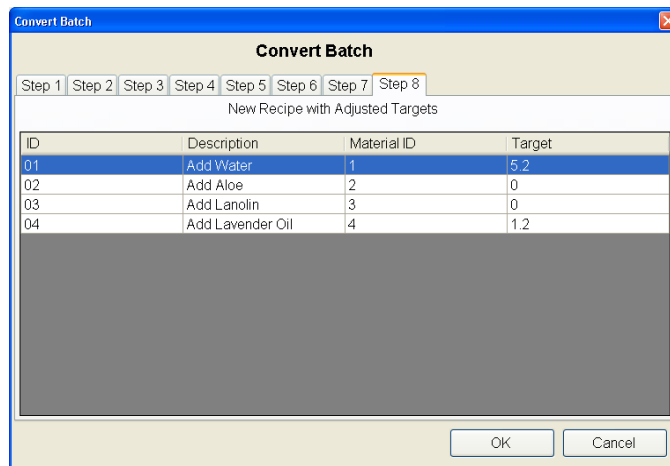 Convert Batch
Convert Batch
Step 1 Step 2 Step 3 Step 4 Step 5 Step 6 Step 7 Step 8
New Recipe with Adjusted Targets
ID Description Material ID Target
01 Add Water 1 5.2
02 Add Aloe 2 0
03 Add Lanolin 3 0
04 Add Lavender Oil 4 1.2
OK Cancel